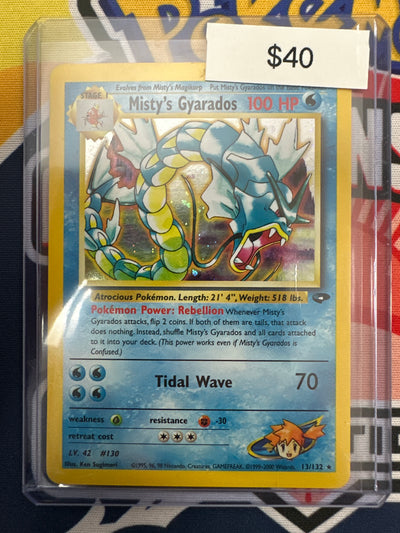 $40
Evolves from Misty's Magikarp Put Misty's Gyarados on the Basic Pokémon
STAGE 1
Misty's Gyarados 100 HP
Atrocious Pokémon. Length: 21' 4", Weight: 518 lbs.
Pokémon Power: Rebellion Whenever Misty's
Gyarados attacks, flip 2 coins. If both of them are tails, that attack
does nothing. Instead, shuffle Misty's Gyarados and all cards attached
to it into your deck. (This power works even if Misty's Gyarados is
Confused.)
Tidal Wave 70
weakness resistance -30
retreat cost
LV. 42 #130
Illus. Ken Sugimori ©1995, 96, 98 Nintendo, Creatures, GAMEFREAK. ©1999-2000 Wizards. 13/132 ★